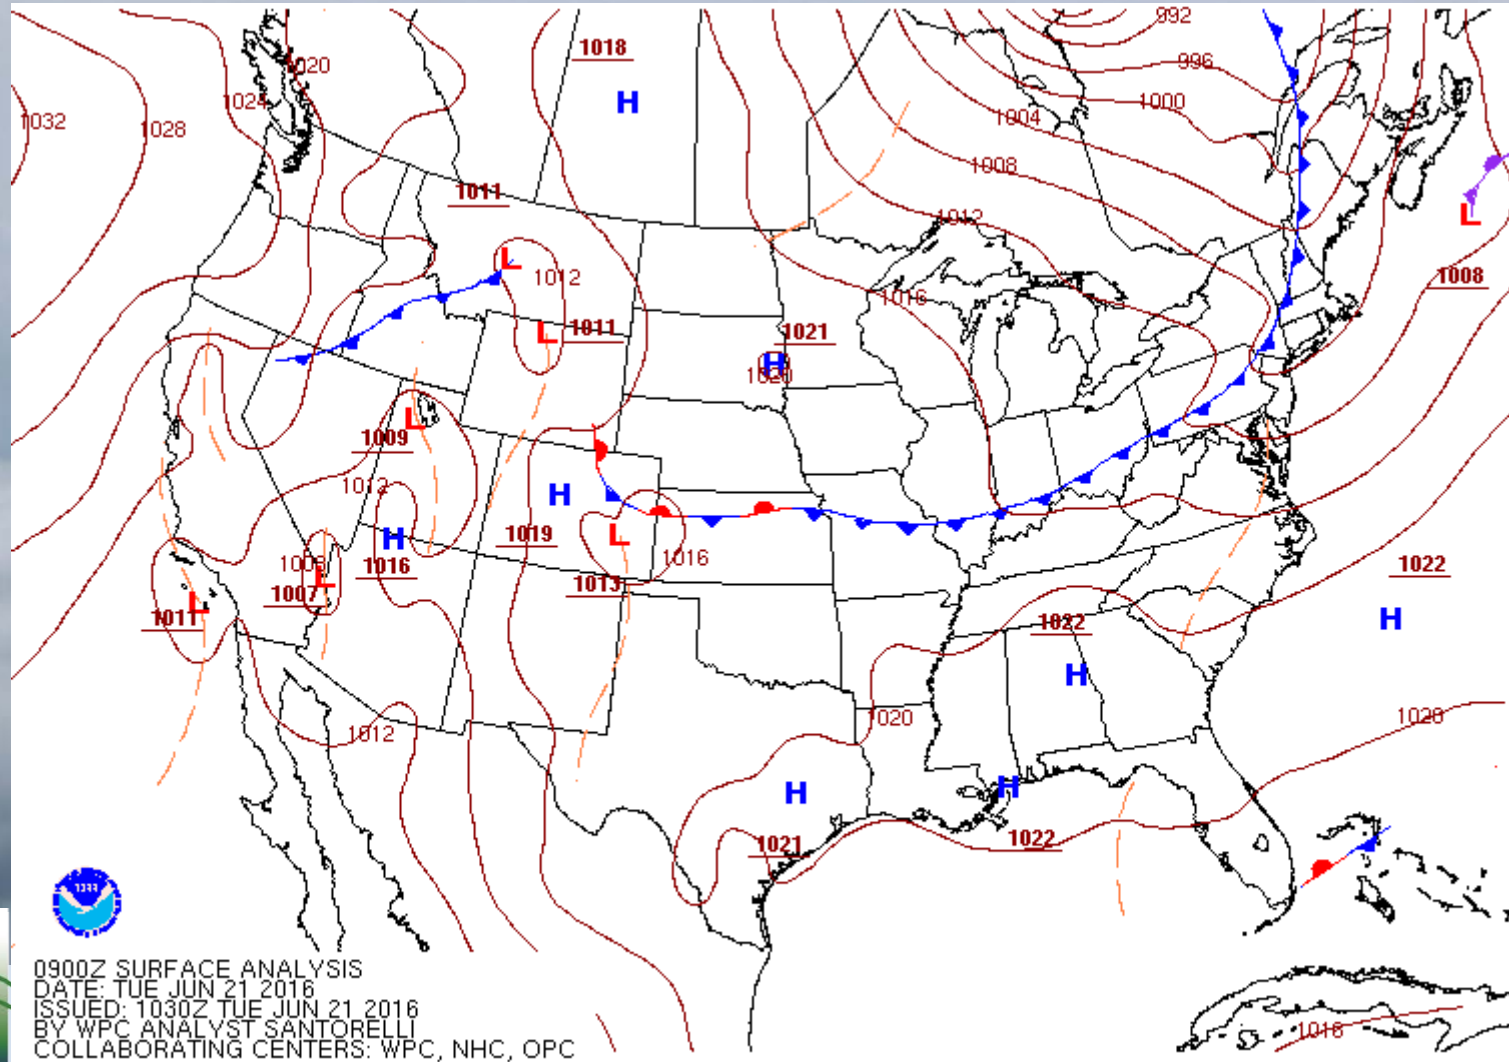 992
1018
H
996
1020
1024
1000
1032
1028
1004
1008
1012
1011
L
L
1012
1008
1016
L
1011
1021
H
1020
L
1009
1012
H
1019
L
1016
1013
H
1016
1008
L
1007
L
1011
1022
H
1022
H
1020
1020
1012
H
1021
H
1022
1016
0900Z SURFACE ANALYSIS
DATE: TUE JUN 21 2016
ISSUED: 1030Z TUE JUN 21 2016
BY WPC ANALYST SANTORELLI
COLLABORATING CENTERS: WPC, NHC, OPC